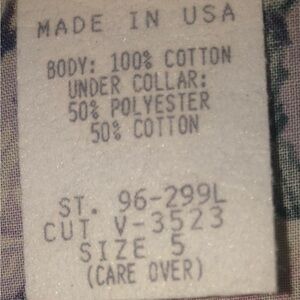 MADE IN USA
BODY: 100% COTTON
UNDER COLLAR:
50% POLYESTER
50% COTTON
ST. 96-299L
CUT V-3523
SIZE 5
(CARE OVER)